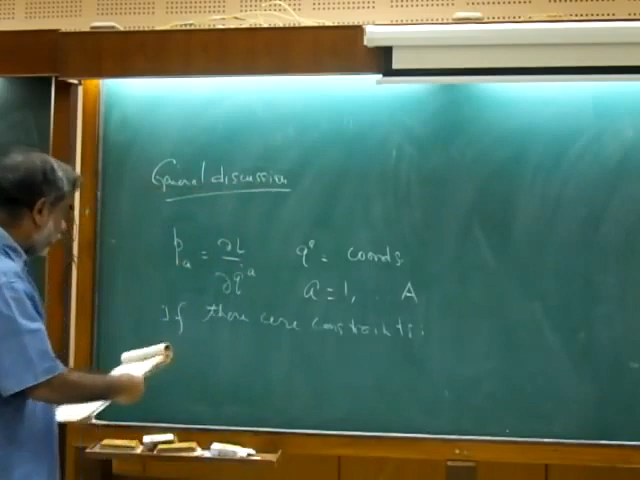 General discussion
p_a = ∂L/∂q̇^a    q^a = coords
a = 1, .. A
If there are constraints.